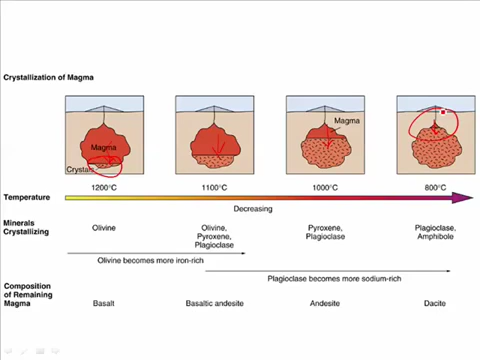 Crystallization of Magma
Magma
Crystals
Magma
1200°C
1100°C
1000°C
800°C
Temperature
Decreasing
Minerals
Crystallizing
Olivine
Olivine,
Pyroxene,
Plagioclase
Pyroxene,
Plagioclase
Plagioclase,
Amphibole
Olivine becomes more iron-rich
Plagioclase becomes more sodium-rich
Composition
of Remaining
Magma
Basalt
Basaltic andesite
Andesite
Dacite